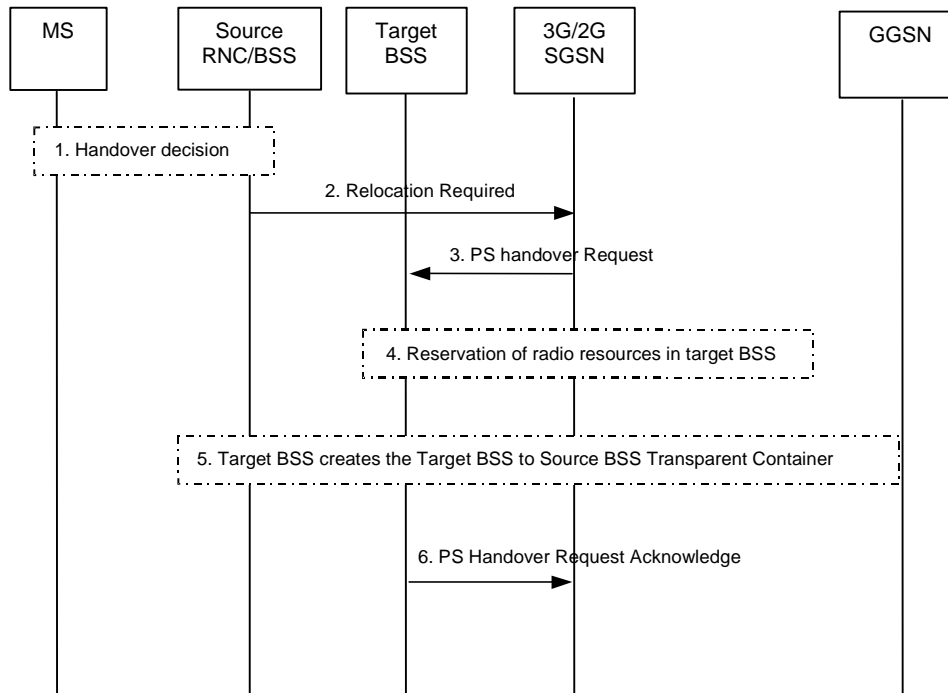 MS
Source
RNC/BSS
Target
BSS
3G/2G
SGSN
GGSN
1. Handover decision
2. Relocation Required
3. PS handover Request
4. Reservation of radio resources in target BSS
5. Target BSS creates the Target BSS to Source BSS Transparent Container
6. PS Handover Request Acknowledge